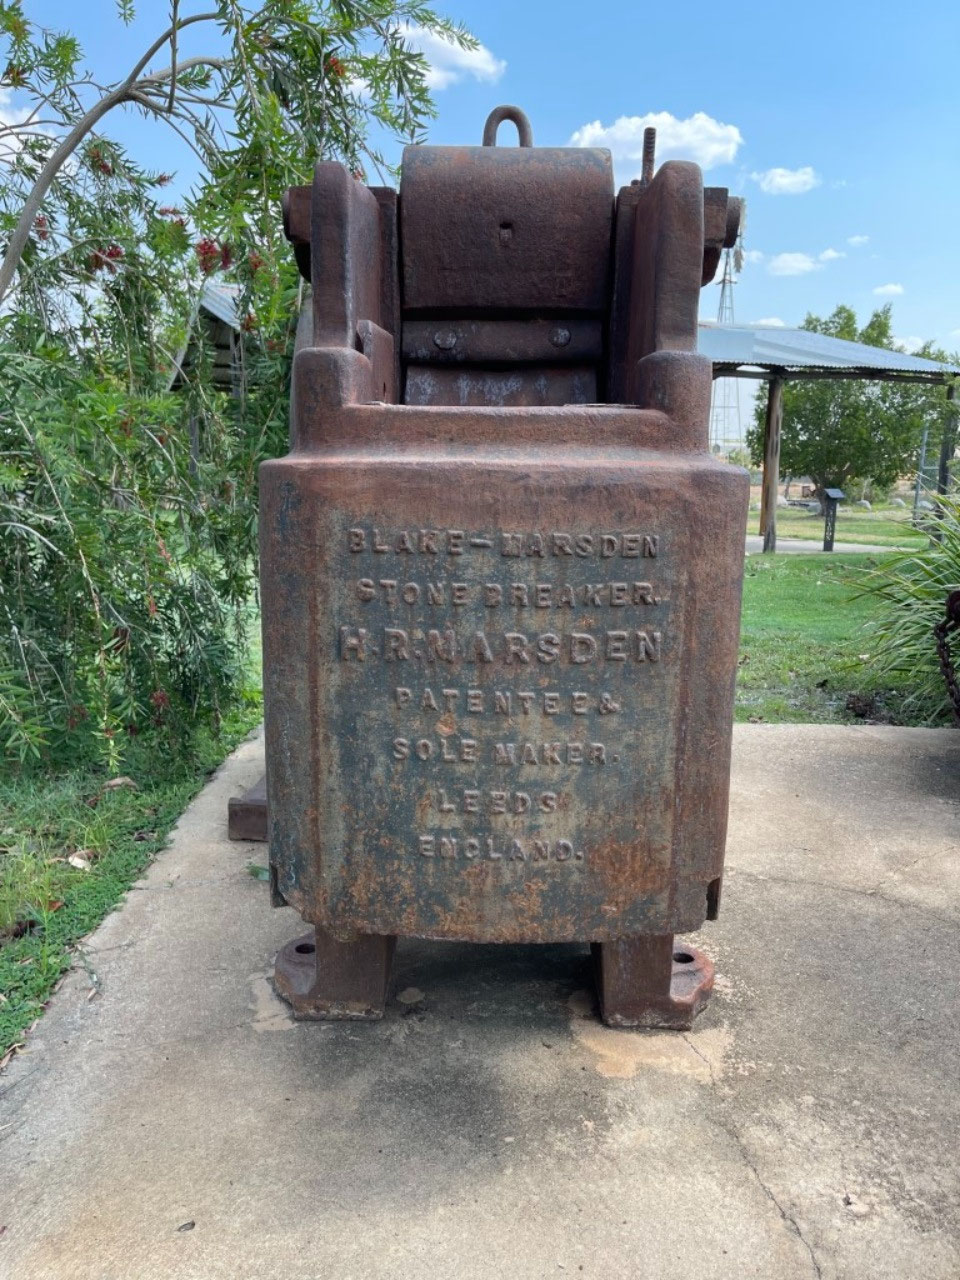 BLAKE-MARSDEN
STONE BREAKER.
H.R.MARSDEN
PATENTEE &
SOLE MAKER.
LEEDS
ENGLAND.